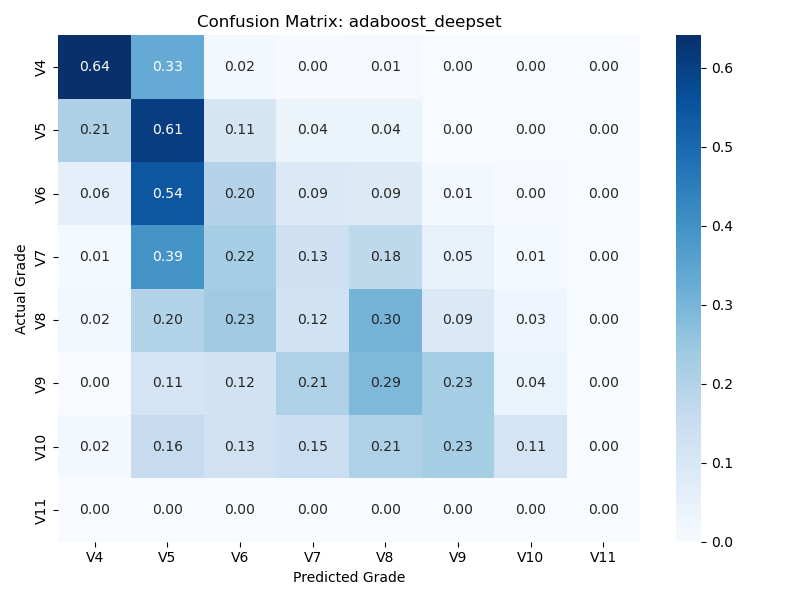 Confusion Matrix: adaboost_deepset
V4 0.64 0.33 0.02 0.00 0.01 0.00 0.00 0.00
V5 0.21 0.61 0.11 0.04 0.04 0.00 0.00 0.00
V6 0.06 0.54 0.20 0.09 0.09 0.01 0.00 0.00
V7 0.01 0.39 0.22 0.13 0.18 0.05 0.01 0.00
V8 0.02 0.20 0.23 0.12 0.30 0.09 0.03 0.00
V9 0.00 0.11 0.12 0.21 0.29 0.23 0.04 0.00
V10 0.02 0.16 0.13 0.15 0.21 0.23 0.11 0.00
V11 0.00 0.00 0.00 0.00 0.00 0.00 0.00 0.00
V4 V5 V6 V7 V8 V9 V10 V11
Predicted Grade
Actual Grade
0.6
0.5
0.4
0.3
0.2
0.1
0.0